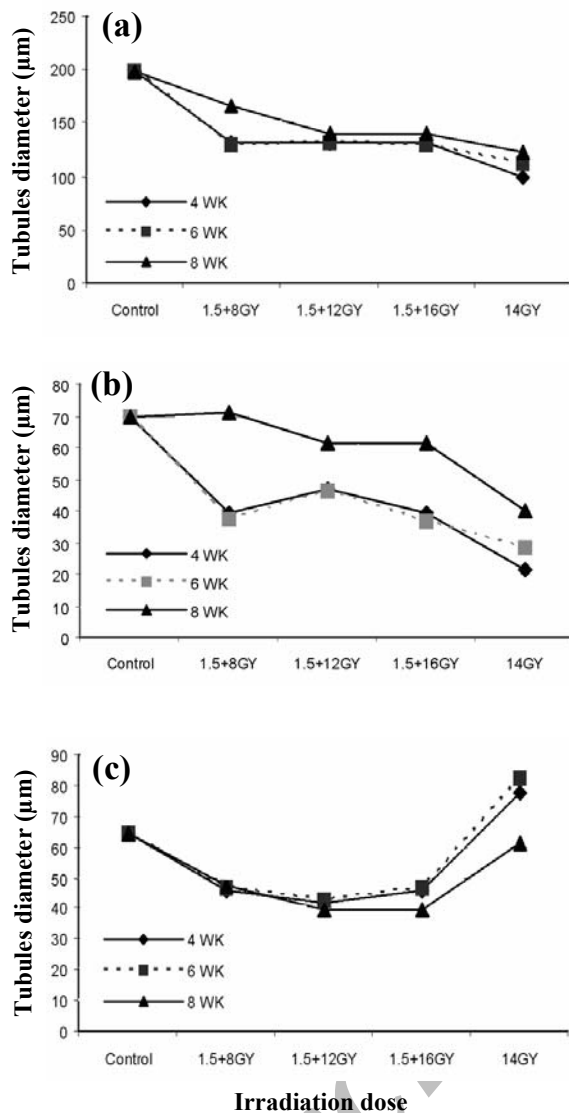 (a)
Tubules diameter (µm)
250
200
150
100
50
0
4 WK
6 WK
8 WK
Control 1.5+8GY 1.5+12GY 1.5+16GY 14GY
(b)
Tubules diameter (µm)
80
70
60
50
40
30
20
10
0
4 WK
6 WK
8 WK
Control 1.5+8GY 1.5+12GY 1.5+16GY 14GY
(c)
Tubules diameter (µm)
90
80
70
60
50
40
30
20
10
0
4 WK
6 WK
8 WK
Control 1.5+8GY 1.5+12GY 1.5+16GY 14GY
Irradiation dose